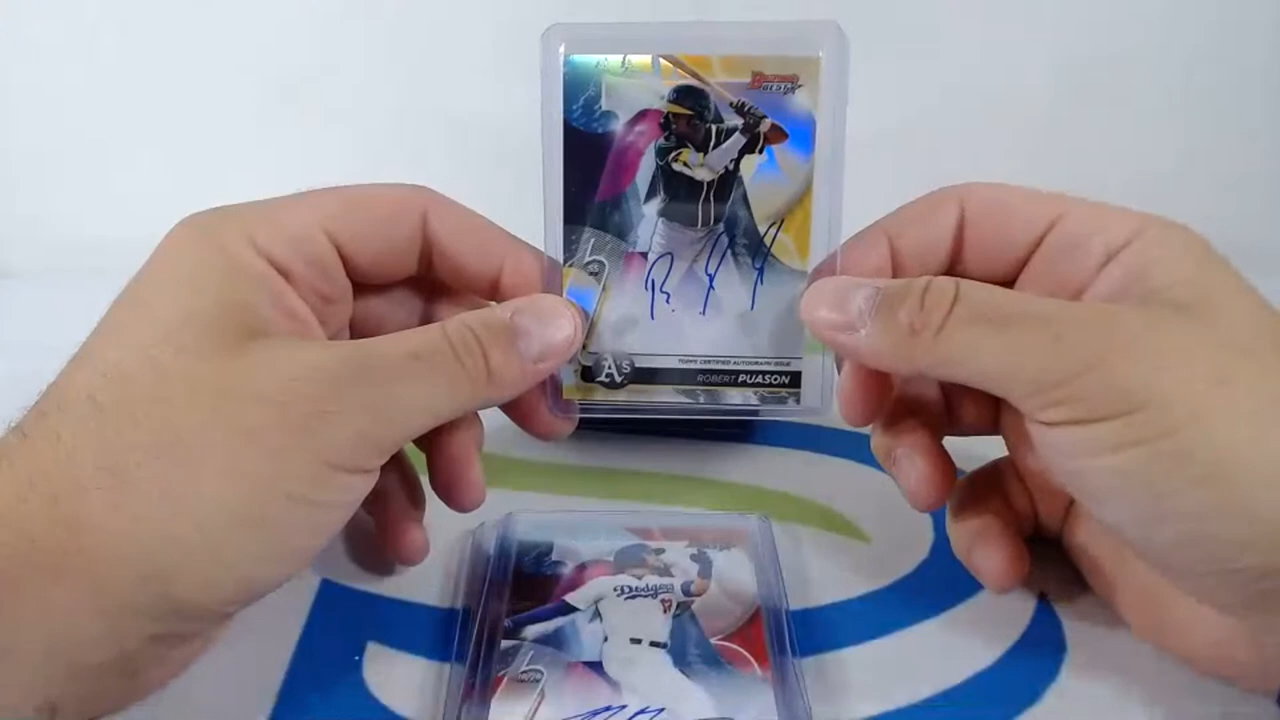 BOWMAN'S
BEST
R. P
A's
TOPPS CERTIFIED AUTOGRAPH ISSUE
ROBERT PUASON
Dodgers